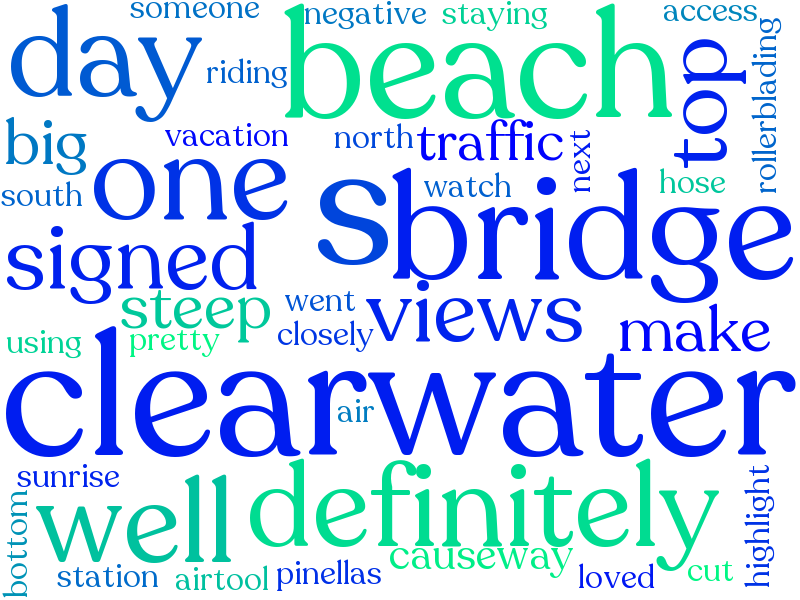 someone
negative
staying
access
day
beach
riding
top
rollerblading
big
vacation
north
traffic
next
south
one
s
watch
hose
bridge
signed
steep
went
views
make
using
pretty
closely
clearwater
air
sunrise
well
definitely
highlight
bottom
causeway
station
airtool
pinellas
loved
cut